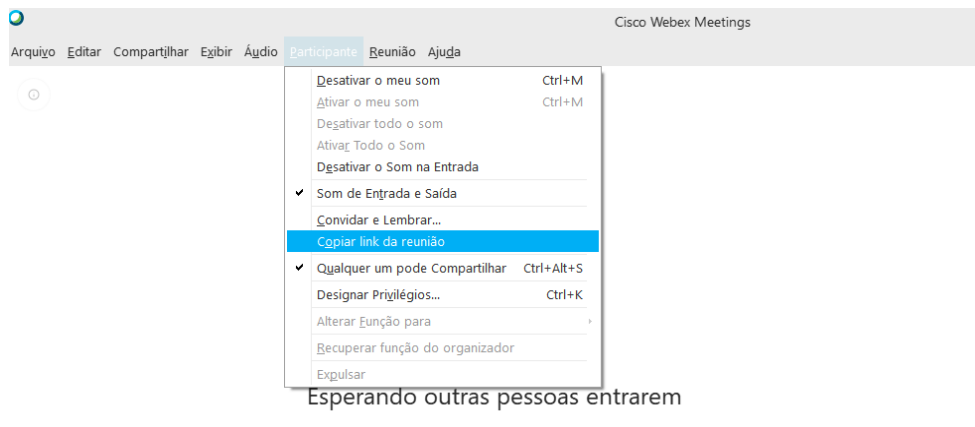 Cisco Webex Meetings
Arquivo Editar Compartilhar Exibir Áudio Participante Reunião Ajuda
Desativar o meu som Ctrl+M
Ativar o meu som Ctrl+M
Desativar todo o som
Ativar Todo o Som
Desativar o Som na Entrada
Som de Entrada e Saída
Convidar e Lembrar...
Copiar link da reunião
Qualquer um pode Compartilhar Ctrl+Alt+S
Designar Privilégios... Ctrl+K
Alterar Função para
Recuperar função do organizador
Expulsar
Esperando outras pessoas entrarem